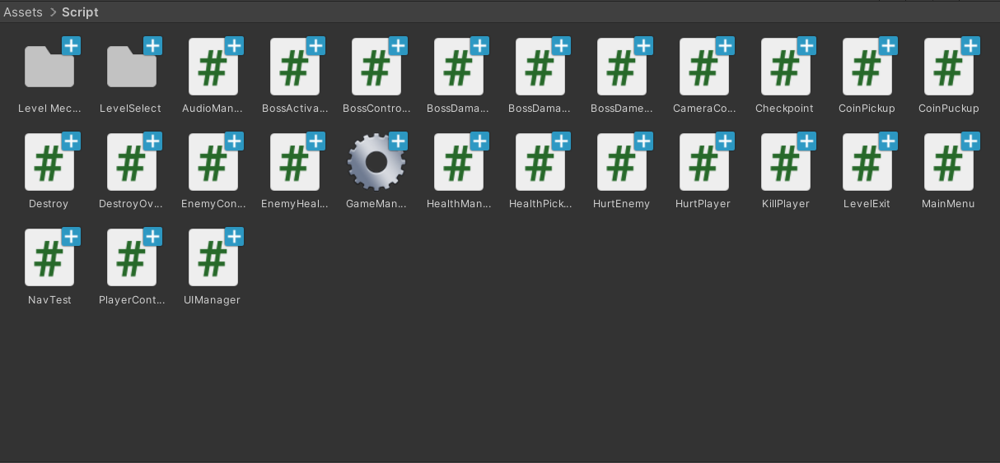 Assets > Script
Level Mec... LevelSelect AudioMan... BossActiva... BossContro... BossDama... BossDama... BossDame... CameraCo... Checkpoint CoinPickup CoinPuckup
Destroy DestroyOv... EnemyCon... EnemyHeal... GameMan... HealthMan... HealthPick... HurtEnemy HurtPlayer KillPlayer LevelExit MainMenu
NavTest PlayerCont... UIManager